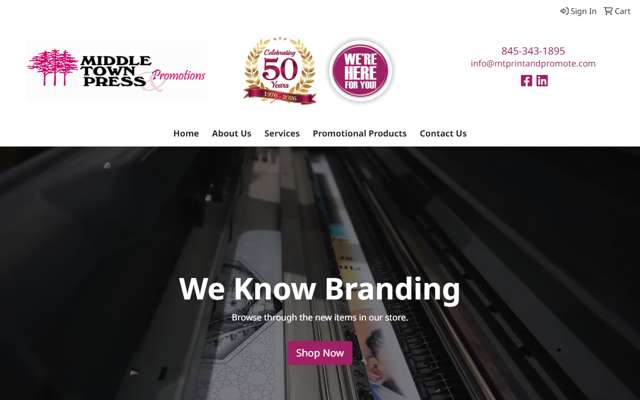 Sign In Cart
MIDDLE
TOWN
PRESS & Promotions
Celebrating
50
Years
1976 - 2026
WE'RE
HERE
FOR YOU!
845-343-1895
info@mtprintandpromote.com
Home About Us Services Promotional Products Contact Us
We Know Branding
Browse through the new items in our store.
Shop Now